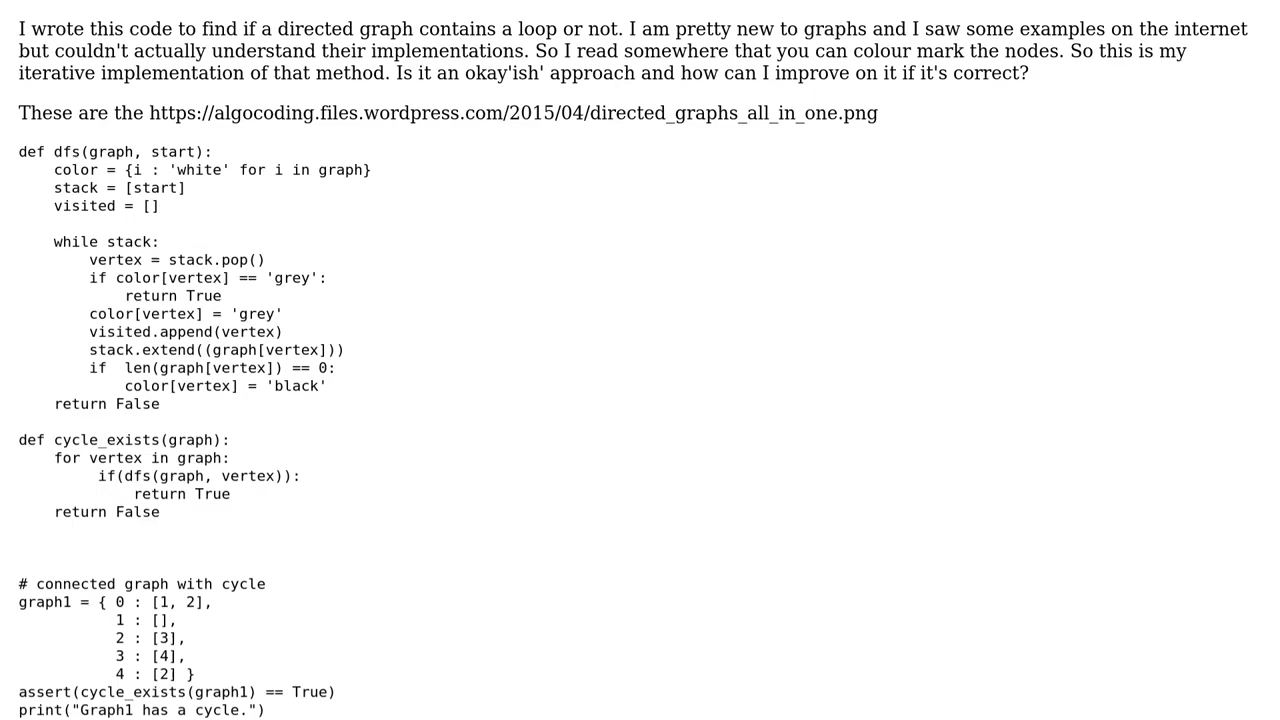 I wrote this code to find if a directed graph contains a loop or not. I am pretty new to graphs and I saw some examples on the internet
but couldn't actually understand their implementations. So I read somewhere that you can colour mark the nodes. So this is my
iterative implementation of that method. Is it an okay'ish' approach and how can I improve on it if it's correct?
These are the https://algocoding.files.wordpress.com/2015/04/directed_graphs_all_in_one.png
def dfs(graph, start):
    color = {i : 'white' for i in graph}
    stack = [start]
    visited = []
    while stack:
        vertex = stack.pop()
        if color[vertex] == 'grey':
            return True
        color[vertex] = 'grey'
        visited.append(vertex)
        stack.extend((graph[vertex]))
        if  len(graph[vertex]) == 0:
            color[vertex] = 'black'
    return False
def cycle_exists(graph):
    for vertex in graph:
         if(dfs(graph, vertex)):
             return True
    return False
# connected graph with cycle
graph1 = { 0 : [1, 2],
           1 : [],
           2 : [3],
           3 : [4],
           4 : [2] }
assert(cycle_exists(graph1) == True)
print("Graph1 has a cycle.")